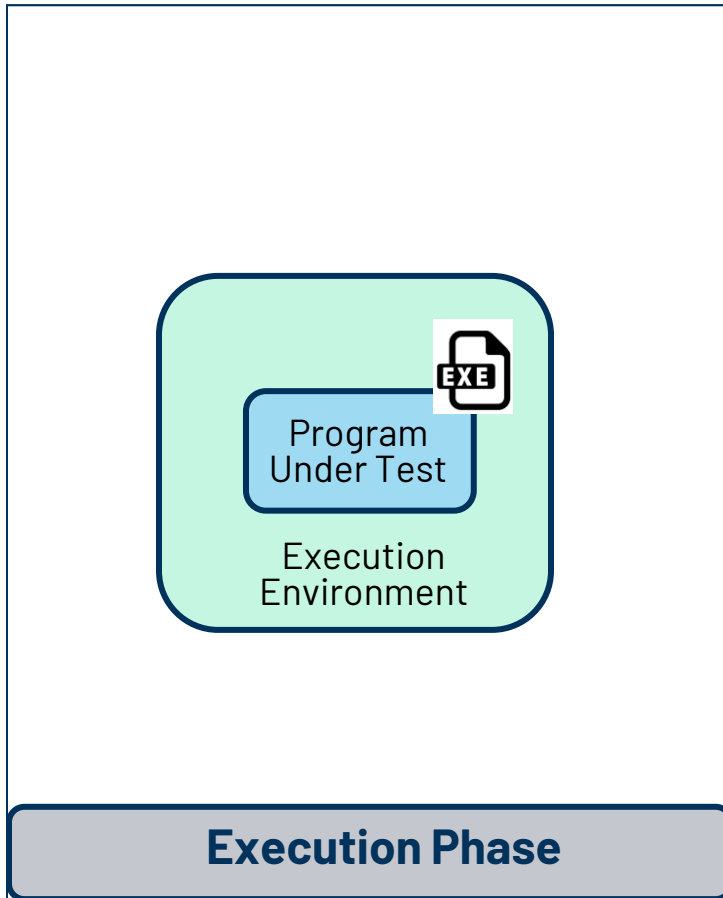 EXE
Program
Under Test
Execution
Environment
Execution Phase